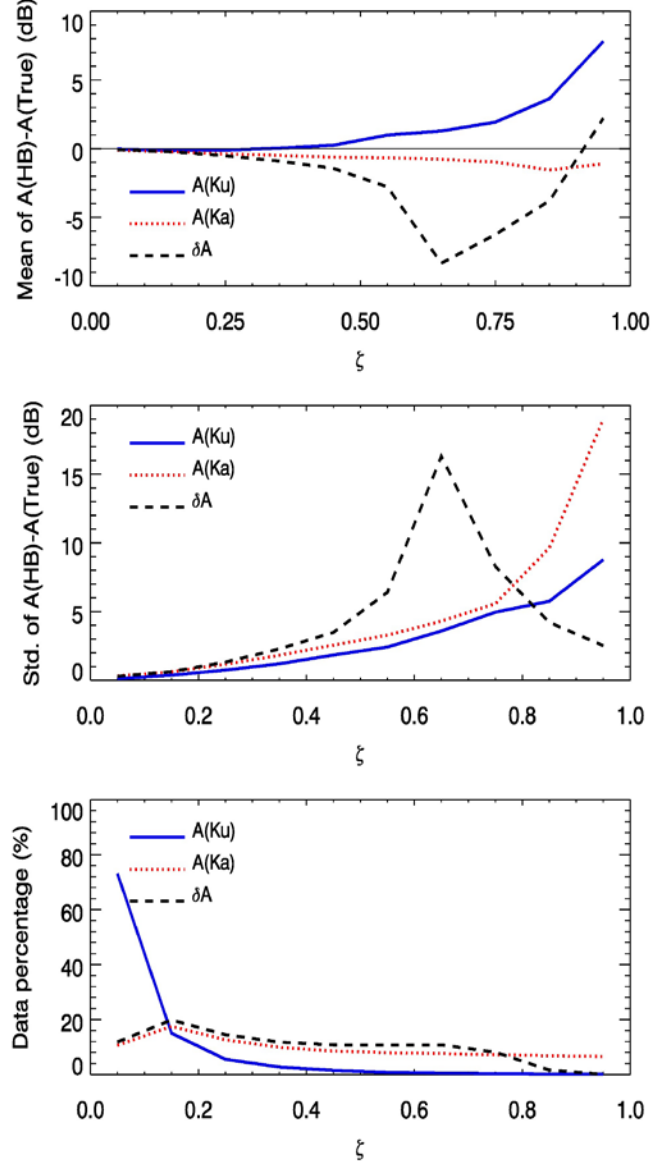 Mean of A(HB)-A(True) (dB)
10
5
0
-5
-10
A(Ku)
A(Ka)
δA
0.00 0.25 0.50 0.75 1.00
ζ
Std. of A(HB)-A(True) (dB)
20
15
10
5
0
A(Ku)
A(Ka)
δA
0.0 0.2 0.4 0.6 0.8 1.0
ζ
Data percentage (%)
100
80
60
40
20
0
A(Ku)
A(Ka)
δA
0.0 0.2 0.4 0.6 0.8 1.0
ζ